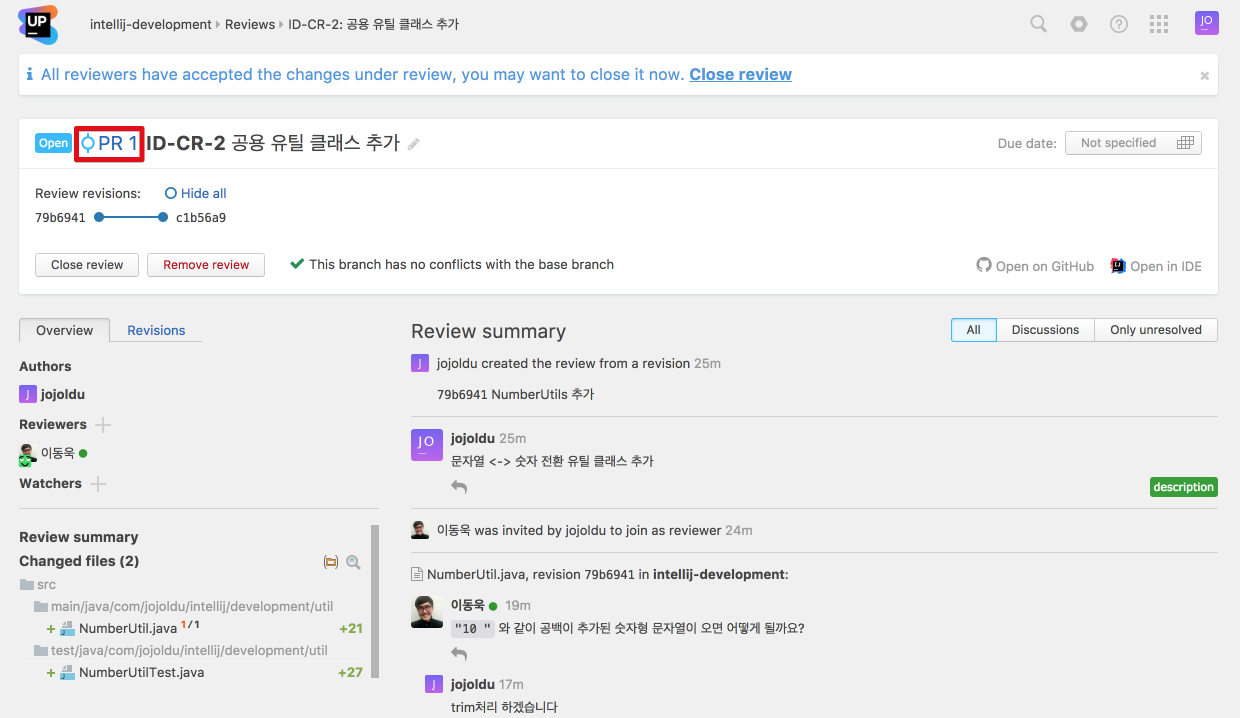 UP
intellij-development › Reviews › ID-CR-2: 공용 유틸 클래스 추가
JO
All reviewers have accepted the changes under review, you may want to close it now. Close review
Open PR 1 ID-CR-2 공용 유틸 클래스 추가
Due date: Not specified
Review revisions: Hide all
79b6941 c1b56a9
Close review Remove review This branch has no conflicts with the base branch
Open on GitHub Open in IDE
Overview Revisions
Authors
J jojoldu
Reviewers
이동욱
Watchers
Review summary
Changed files (2)
src
main/java/com/jojoldu/intellij/development/util
+ NumberUtil.java 1/1 +21
test/java/com/jojoldu/intellij/development/util
+ NumberUtilTest.java +27
Review summary
All Discussions Only unresolved
J jojoldu created the review from a revision 25m
79b6941 NumberUtils 추가
JO jojoldu 25m
문자열 <-> 숫자 전환 유틸 클래스 추가
description
이동욱 was invited by jojoldu to join as reviewer 24m
NumberUtil.java, revision 79b6941 in intellij-development:
이동욱 19m
"10 " 와 같이 공백이 추가된 숫자형 문자열이 오면 어떻게 될까요?
J jojoldu 17m
trim처리 하겠습니다